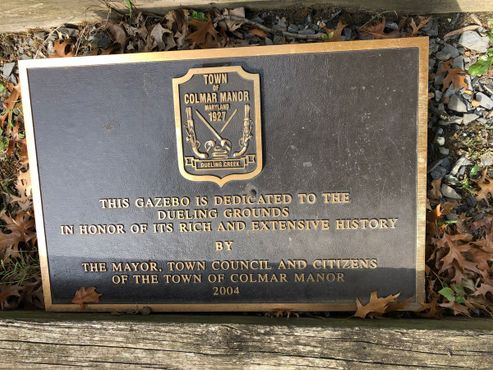 TOWN
OF
COLMAR MANOR
MARYLAND
1927
DUELING CREEK
THIS GAZEBO IS DEDICATED TO THE
DUELING GROUNDS
IN HONOR OF ITS RICH AND EXTENSIVE HISTORY
BY
THE MAYOR, TOWN COUNCIL AND CITIZENS
OF THE TOWN OF COLMAR MANOR
2004